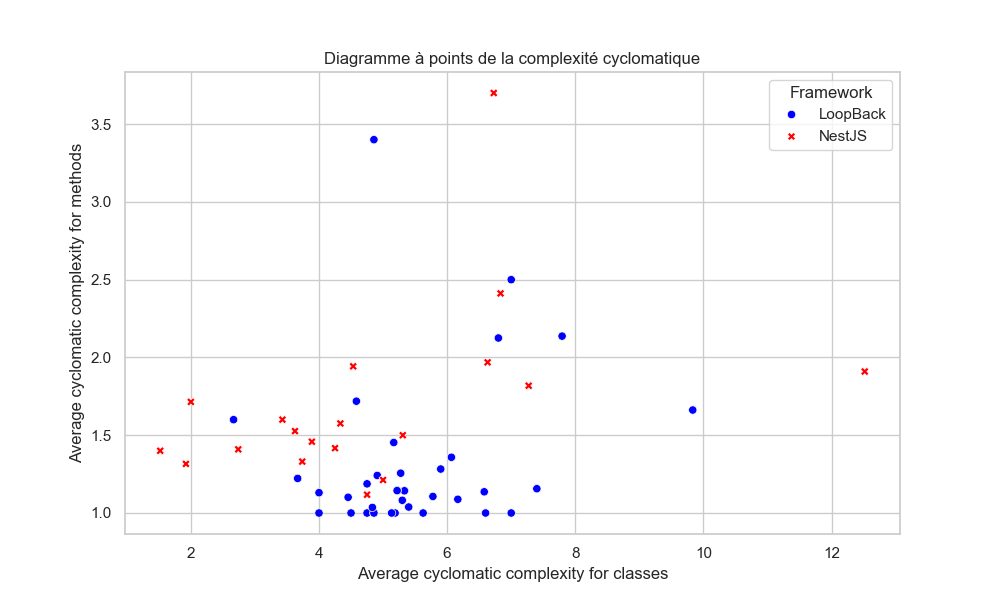 Diagramme à points de la complexité cyclomatique
Framework
LoopBack
NestJS
Average cyclomatic complexity for methods
3.5
3.0
2.5
2.0
1.5
1.0
2 4 6 8 10 12
Average cyclomatic complexity for classes